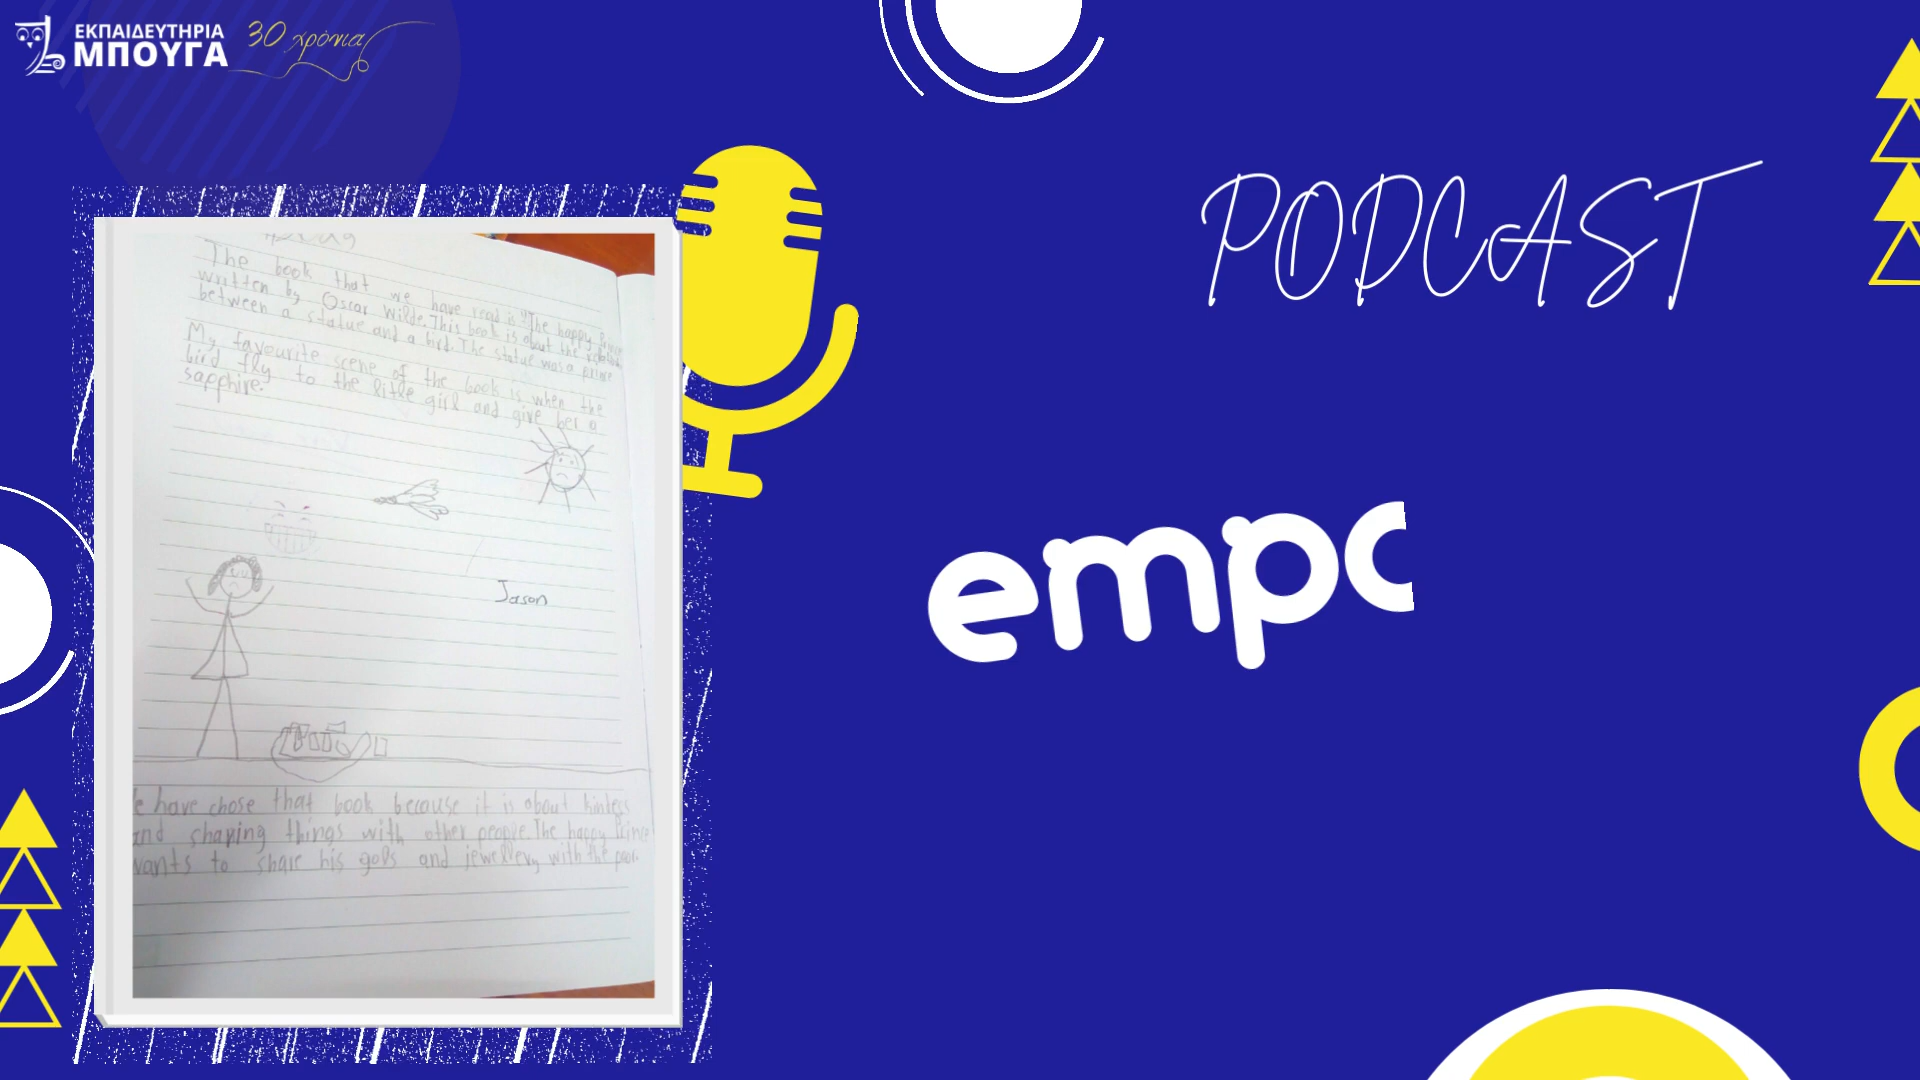 ΕΚΠΑΙΔΕΥΤΗΡΙΑ
ΜΠΟΥΓΑ
30 χρόνια
PODCAST
The book that we have read is "The happy Prince
written by Oscar Wilde. This book is about the
between a statue and a bird. The statue was a prince
My favourite scene of the book is when the
bird fly to the litle girl and give her a
sapphire.
Jason
have chose that book because it is about kintess
and sharing things with other people. The happy Prince
wants to share his golds and jewellery with the poor.
empc